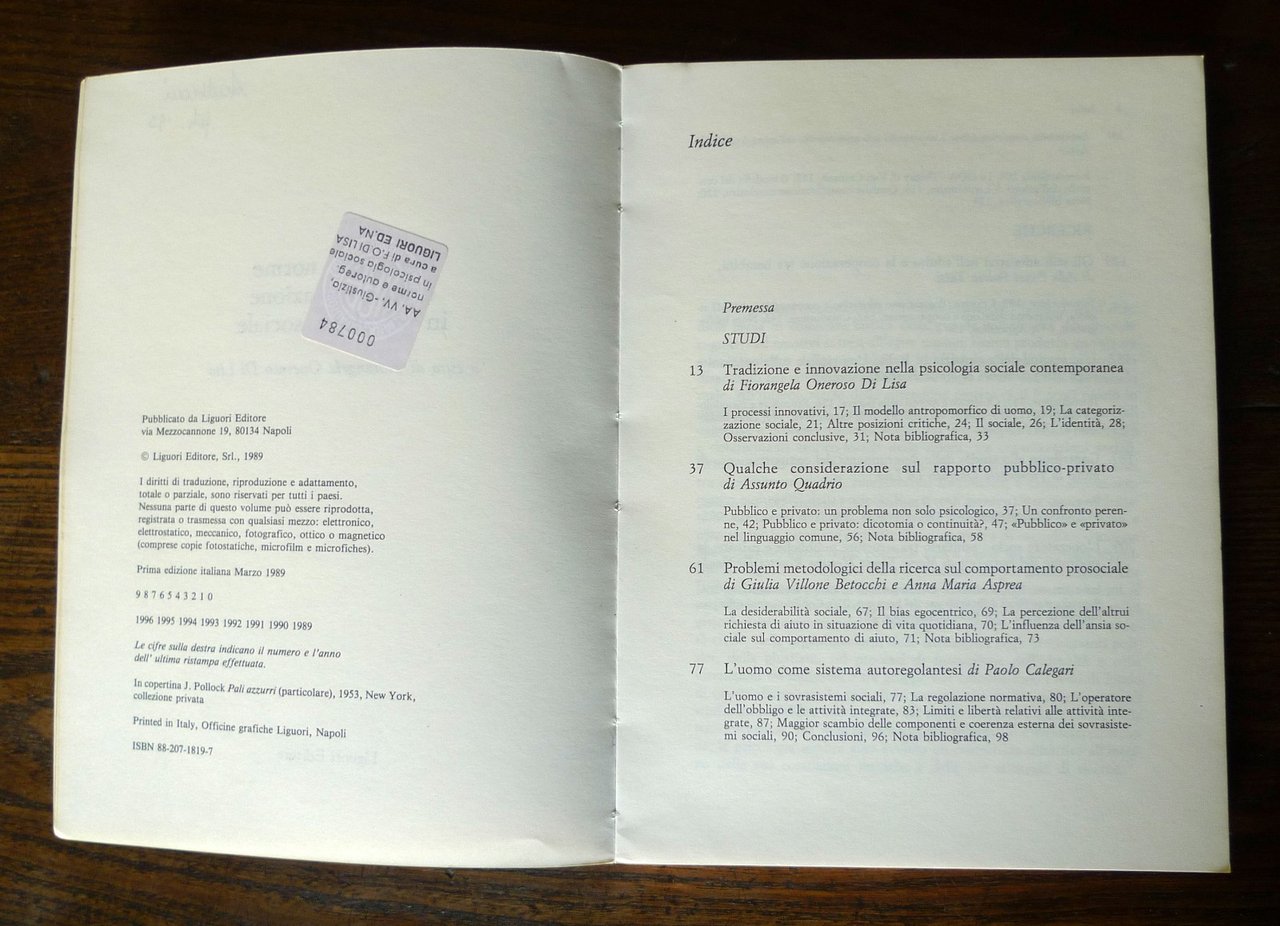 000784
AA. VV. - Giustizia,
norme e autoreg.
in psicologia sociale
a cura di F.O. DI LISA
LIGUORI ED.NA
Pubblicato da Liguori Editore
via Mezzocannone 19, 80134 Napoli
© Liguori Editore, Srl., 1989
I diritti di traduzione, riproduzione e adattamento,
totale o parziale, sono riservati per tutti i paesi.
Nessuna parte di questo volume può essere riprodotta,
registrata o trasmessa con qualsiasi mezzo: elettronico,
elettrostatico, meccanico, fotografico, ottico o magnetico
(comprese copie fotostatiche, microfilm e microfiches).
Prima edizione italiana Marzo 1989
9 8 7 6 5 4 3 2 1 0
1996 1995 1994 1993 1992 1991 1990 1989
Le cifre sulla destra indicano il numero e l'anno
dell' ultima ristampa effettuata.
In copertina J. Pollock Pali azzurri (particolare), 1953, New York,
collezione privata
Printed in Italy, Officine grafiche Liguori, Napoli
ISBN 88-207-1819-7
Indice
Premessa
STUDI
13 Tradizione e innovazione nella psicologia sociale contemporanea
di Fiorangela Oneroso Di Lisa
I processi innovativi, 17; Il modello antropomorfico di uomo, 19; La categoriz-
zazione sociale, 21; Altre posizioni critiche, 24; Il sociale, 26; L'identità, 28;
Osservazioni conclusive, 31; Nota bibliografica, 33
37 Qualche considerazione sul rapporto pubblico-privato
di Assunto Quadrio
Pubblico e privato: un problema non solo psicologico, 37; Un confronto peren-
ne, 42; Pubblico e privato: dicotomia o continuità?, 47; «Pubblico» e «privato»
nel linguaggio comune, 56; Nota bibliografica, 58
61 Problemi metodologici della ricerca sul comportamento prosociale
di Giulia Villone Betocchi e Anna Maria Asprea
La desiderabilità sociale, 67; Il bias egocentrico, 69; La percezione dell'altrui
richiesta di aiuto in situazione di vita quotidiana, 70; L'influenza dell'ansia so-
ciale sul comportamento di aiuto, 71; Nota bibliografica, 73
77 L'uomo come sistema autoregolantesi di Paolo Calegari
L'uomo e i sovrasistemi sociali, 77; La regolazione normativa, 80; L'operatore
dell'obbligo e le attività integrate, 83; Limiti e libertà relativi alle attività inte-
grate, 87; Maggior scambio delle componenti e coerenza esterna dei sovrasiste-
mi sociali, 90; Conclusioni, 96; Nota bibliografica, 98